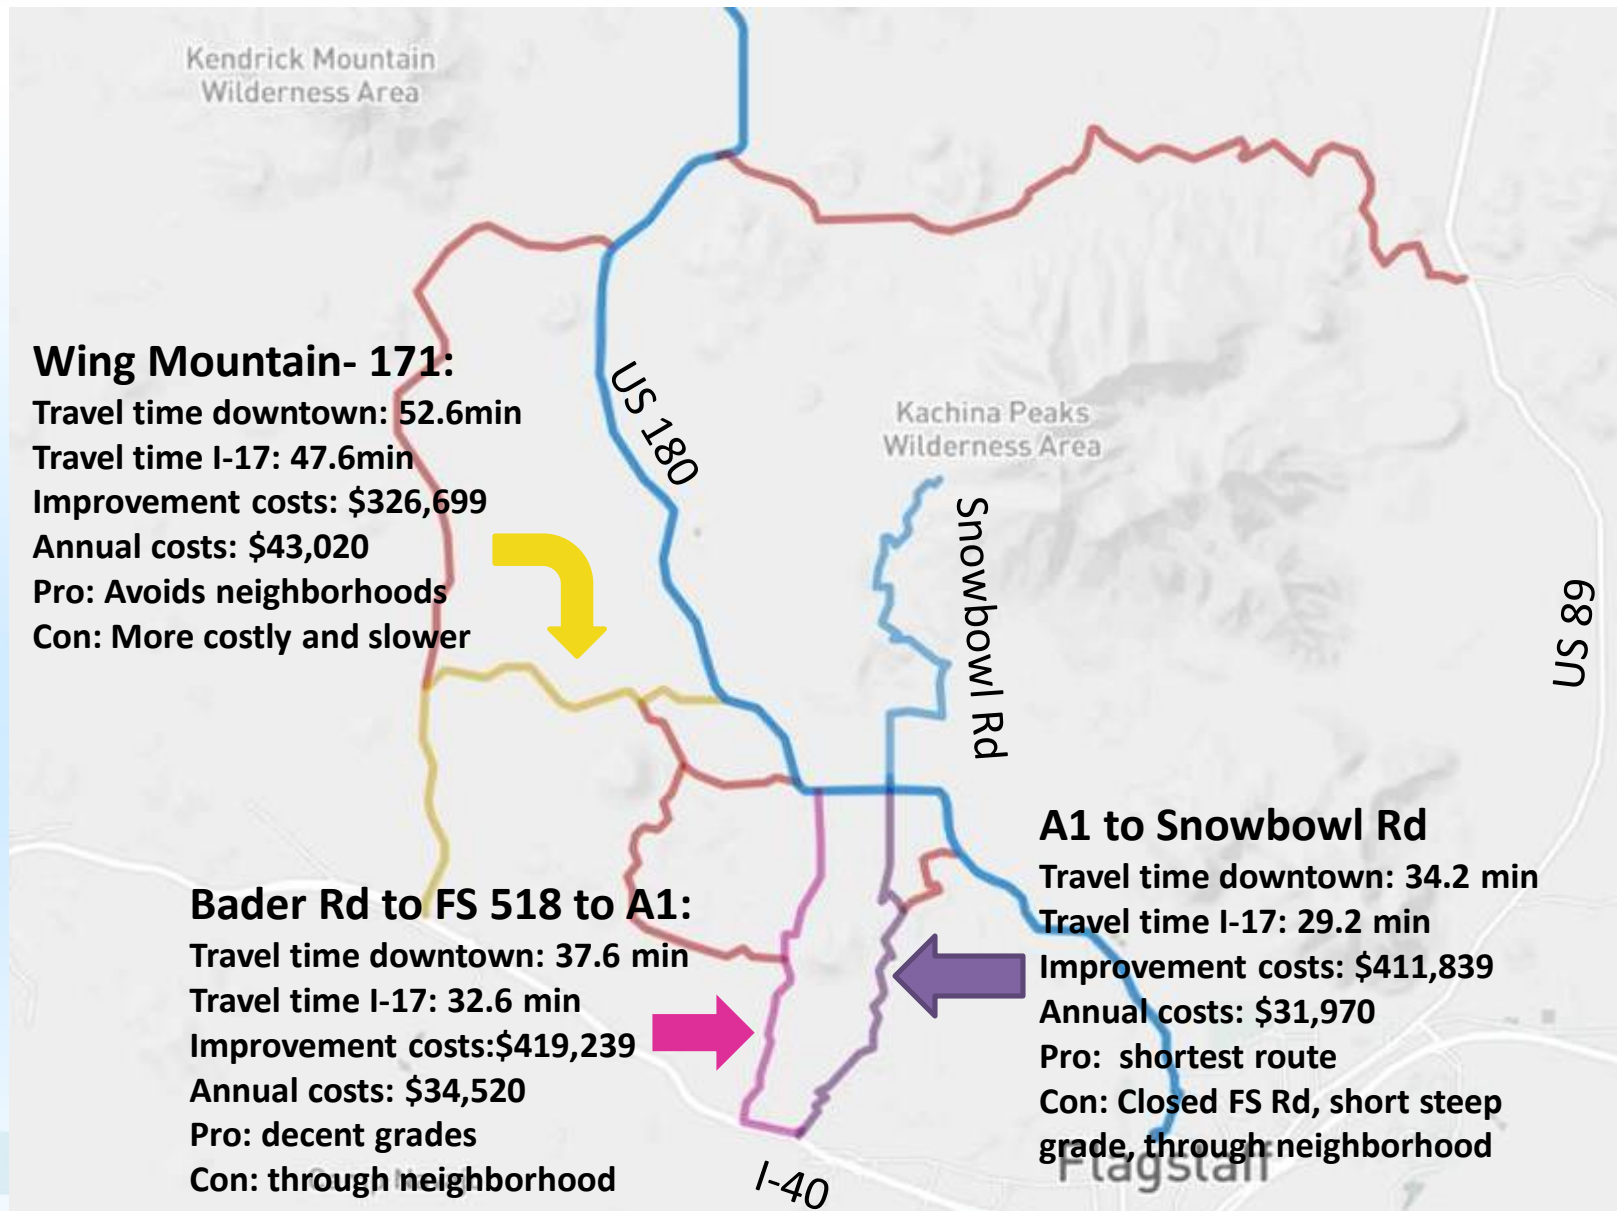 Kendrick Mountain
Wilderness Area
Wing Mountain- 171:
Travel time downtown: 52.6min
Travel time I-17: 47.6min
Improvement costs: $326,699
Annual costs: $43,020
Pro: Avoids neighborhoods
Con: More costly and slower
US 180
Kachina Peaks
Wilderness Area
Snowbowl Rd
US 89
Bader Rd to FS 518 to A1:
Travel time downtown: 37.6 min
Travel time I-17: 32.6 min
Improvement costs:$419,239
Annual costs: $34,520
Pro: decent grades
Con: through neighborhood
I-40
A1 to Snowbowl Rd
Travel time downtown: 34.2 min
Travel time I-17: 29.2 min
Improvement costs: $411,839
Annual costs: $31,970
Pro: shortest route
Con: Closed FS Rd, short steep
grade, through neighborhood
Flagstaff